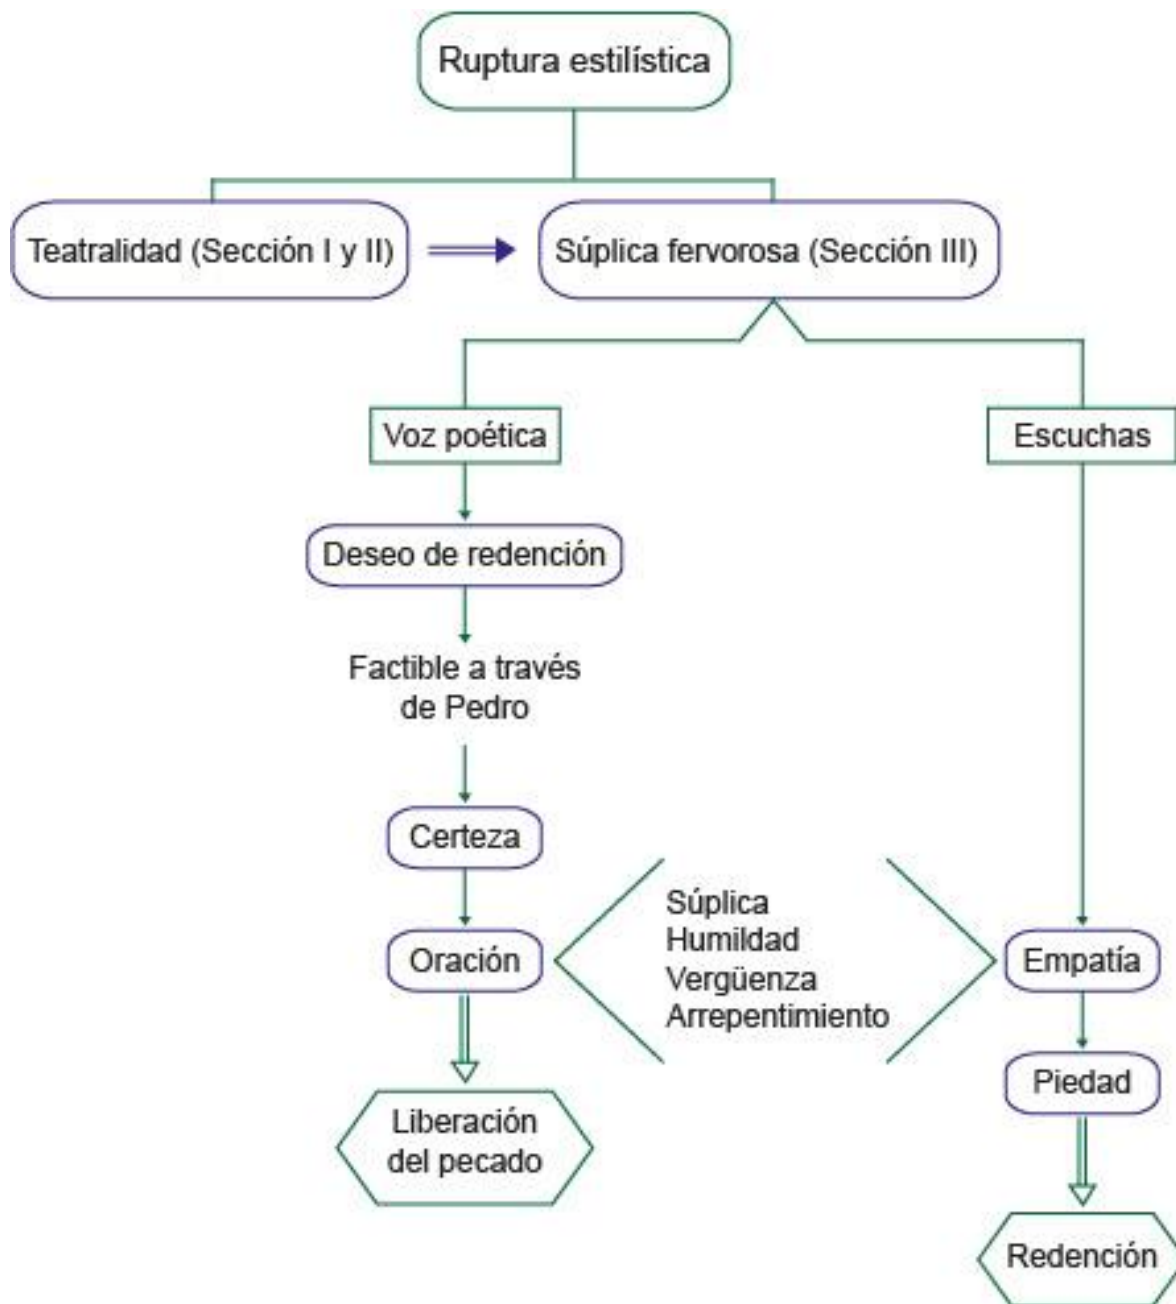 Ruptura estilística
Teatralidad (Sección I y II)
Súplica fervorosa (Sección III)
Voz poética
Escuchas
Deseo de redención
Factible a través
de Pedro
Certeza
Oración
Súplica
Humildad
Vergüenza
Arrepentimiento
Empatía
Piedad
Liberación
del pecado
Redención